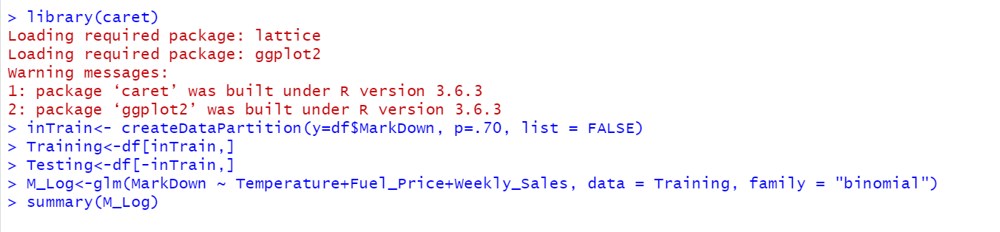 > library(caret)
Loading required package: lattice
Loading required package: ggplot2
Warning messages:
1: package ‘caret’ was built under R version 3.6.3
2: package ‘ggplot2’ was built under R version 3.6.3
> inTrain<- createDataPartition(y=df$MarkDown, p=.70, list = FALSE)
> Training<-df[inTrain,]
> Testing<-df[-inTrain,]
> M_Log<-glm(MarkDown ~ Temperature+Fuel_Price+Weekly_Sales, data = Training, family = "binomial")
> summary(M_Log)